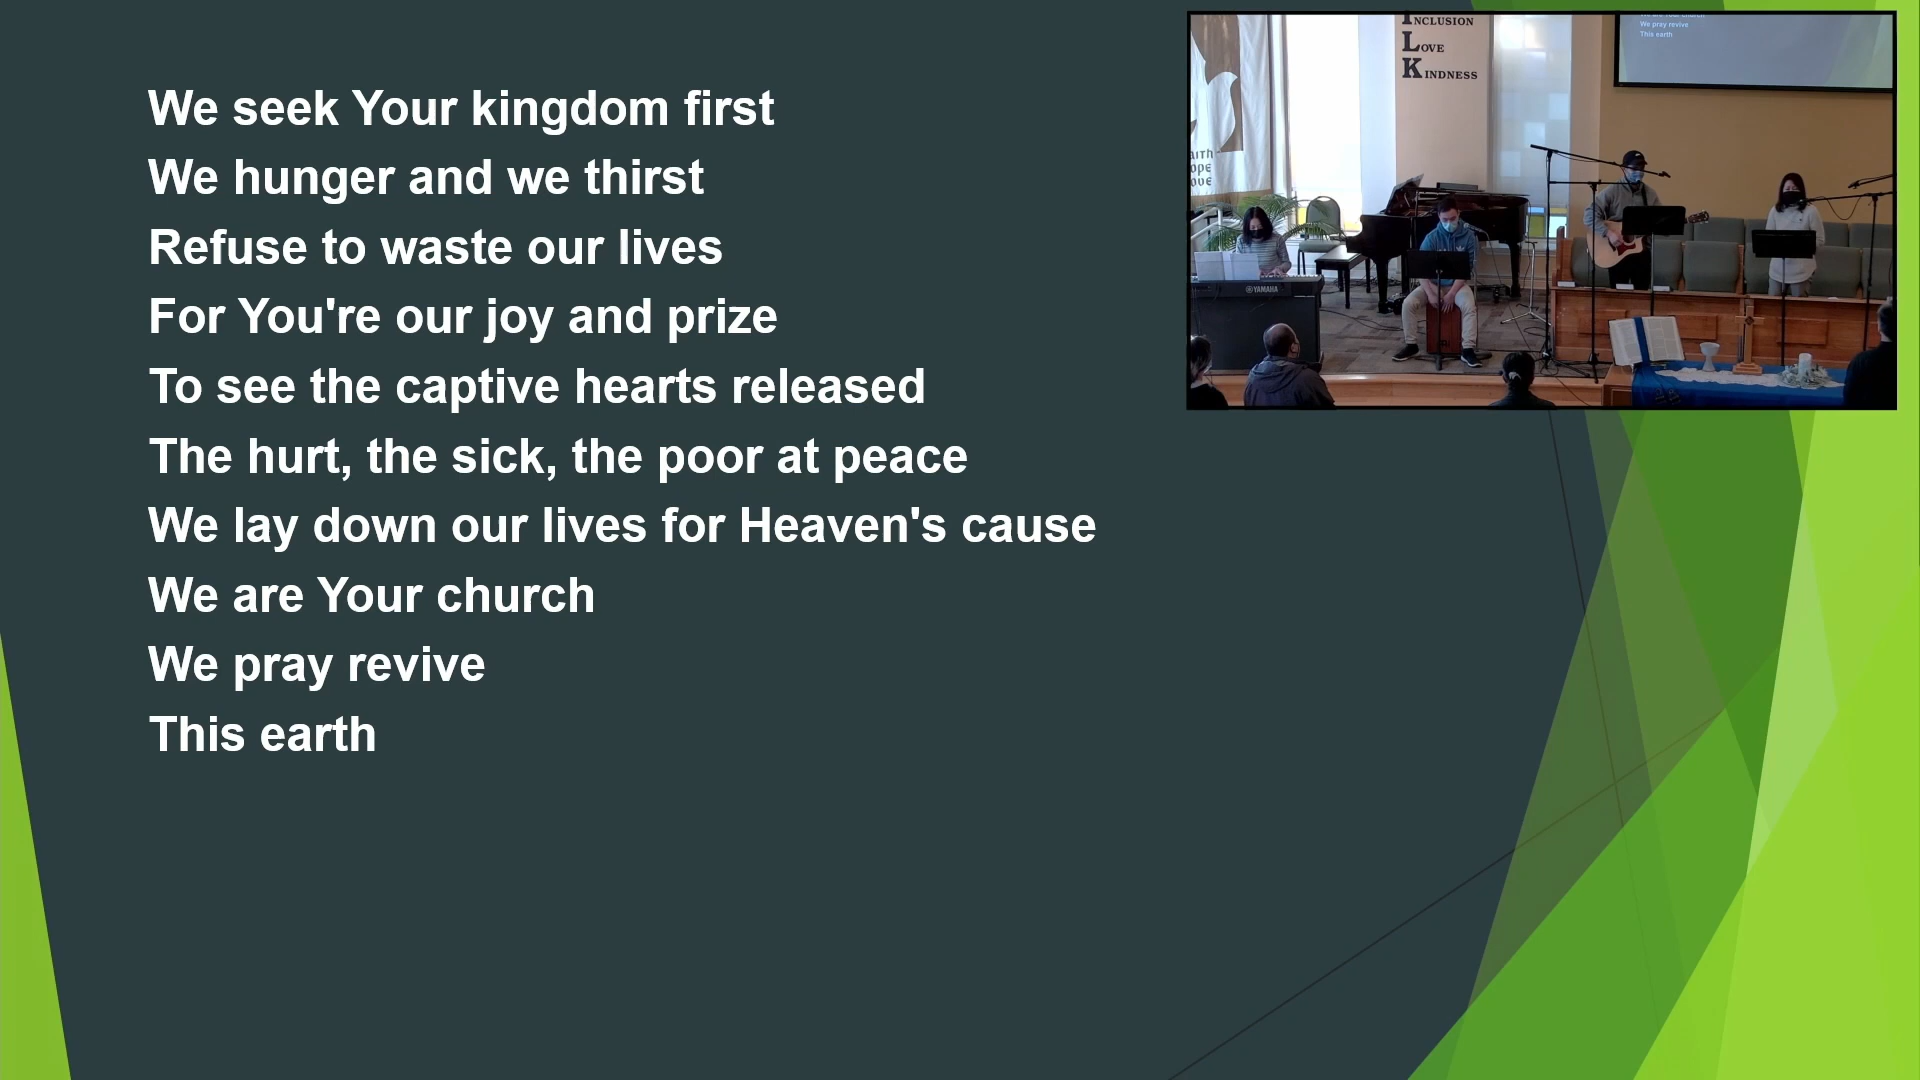 We seek Your kingdom first
We hunger and we thirst
Refuse to waste our lives
For You're our joy and prize
To see the captive hearts released
The hurt, the sick, the poor at peace
We lay down our lives for Heaven's cause
We are Your church
We pray revive
This earth
INCLUSION
LOVE
KINDNESS
We pray revive
This earth
YAMAHA